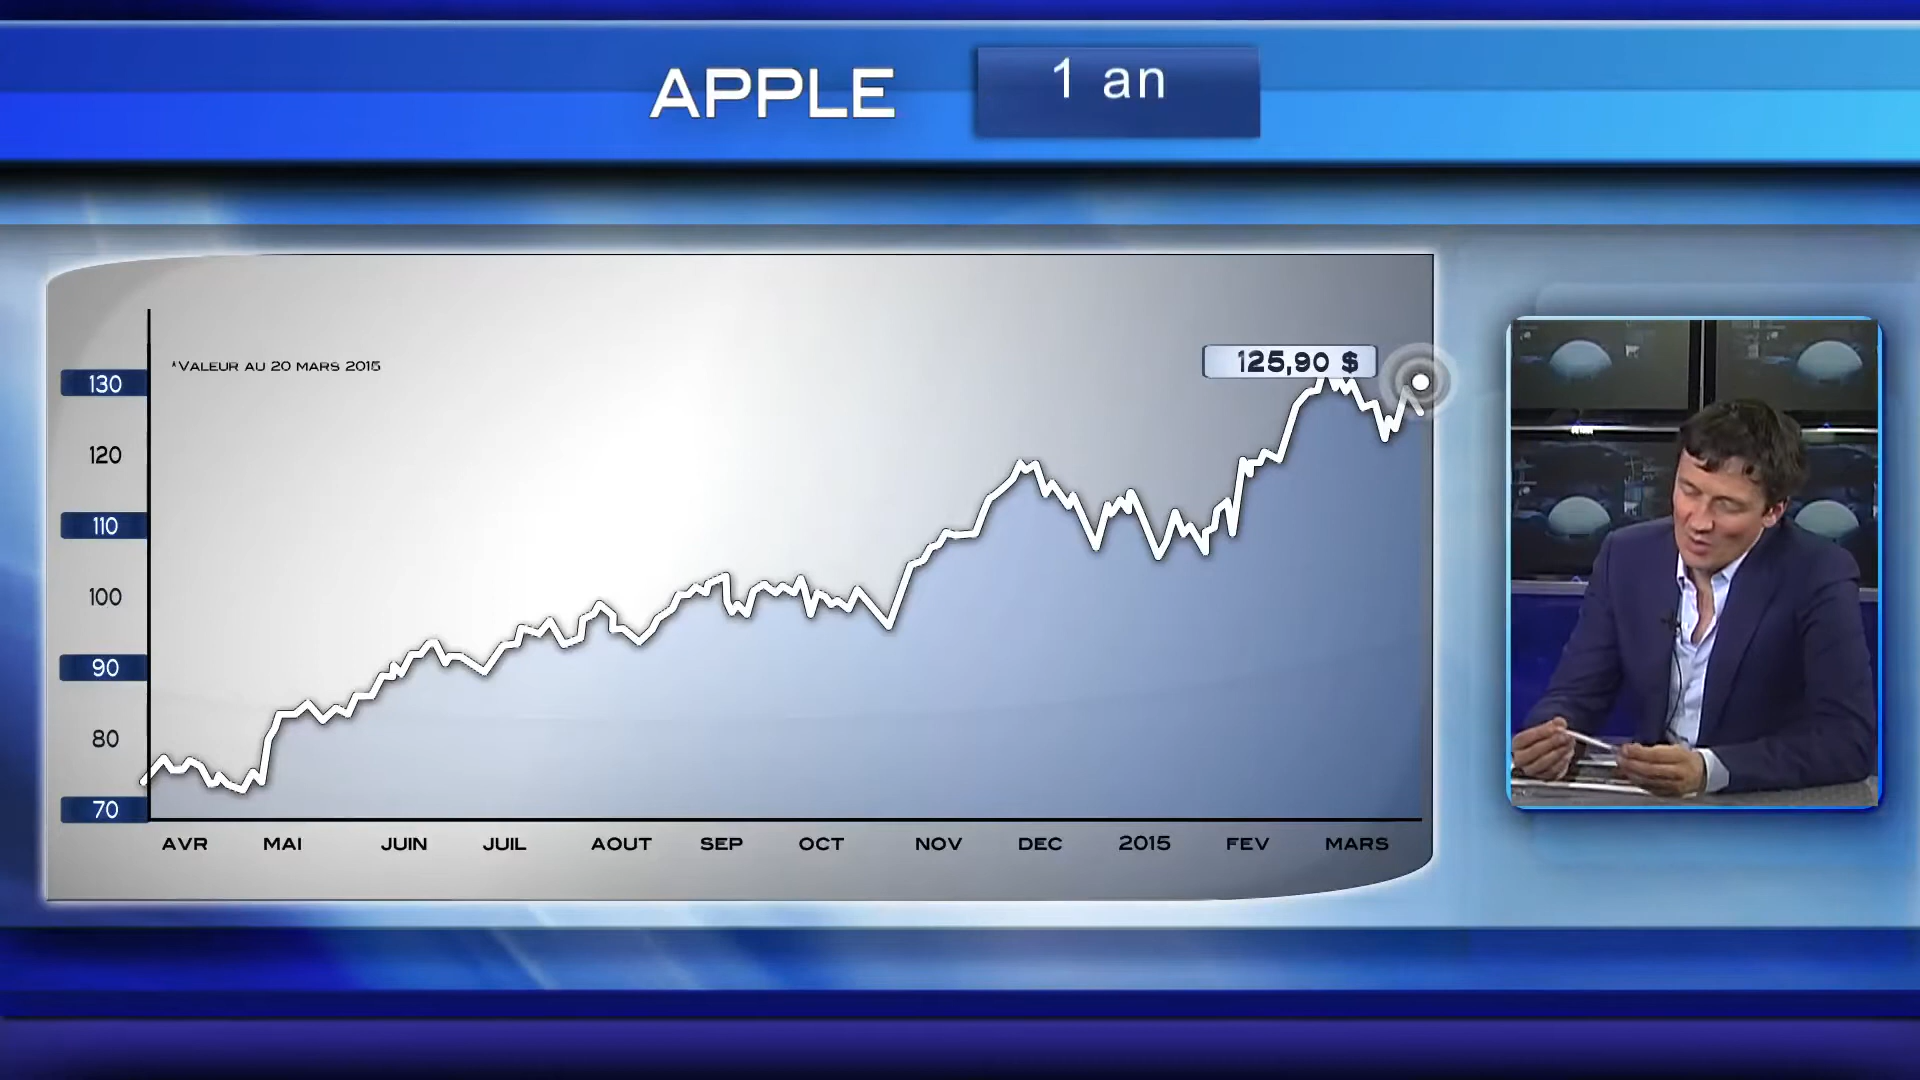 APPLE 1 an
*VALEUR AU 20 MARS 2015
125,90 $
130
120
110
100
90
80
70
AVR MAI JUIN JUIL AOUT SEP OCT NOV DEC 2015 FEV MARS